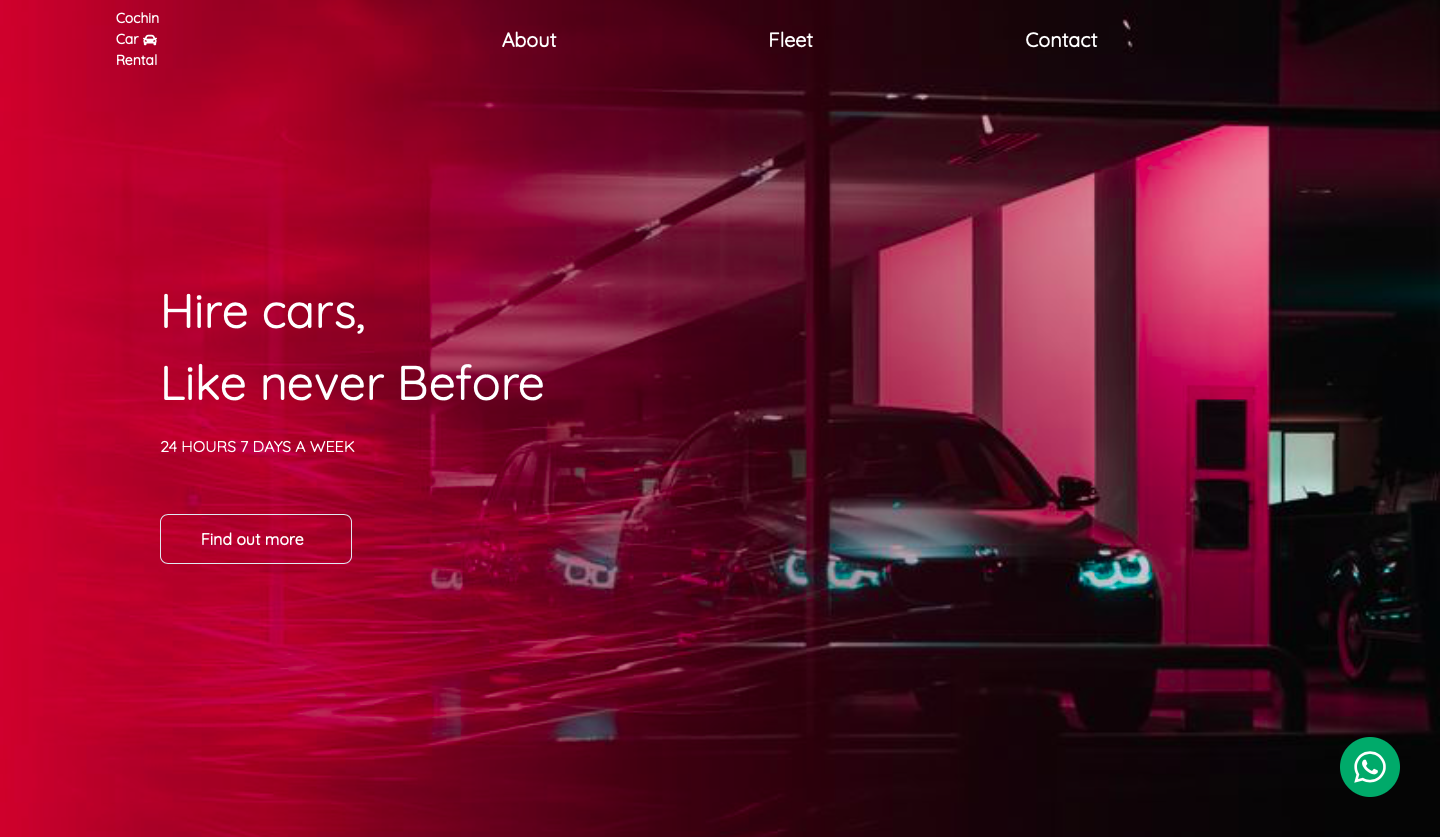 Cochin
Car
Rental
About
Fleet
Contact
Hire cars,
Like never Before
24 HOURS 7 DAYS A WEEK
Find out more